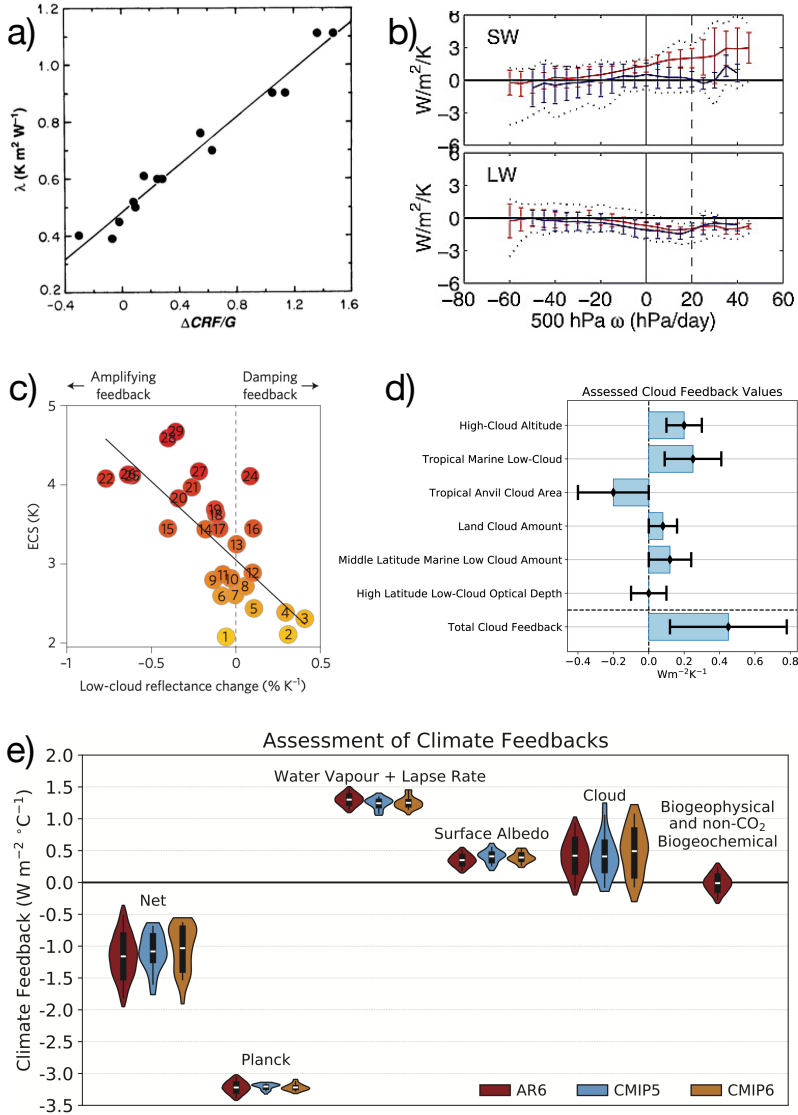 a)
1.2
1.0
0.8
0.6
0.4
0.2
λ (K m² W⁻¹)
-0.4
0
0.4
0.8
1.2
1.6
ΔCRF/G
b)
SW
W/m²/K
6
3
0
−3
−6
LW
W/m²/K
6
3
0
−3
−6
−80
−60
−40
−20
0
20
40
60
500 hPa ω (hPa/day)
c)
Amplifying
feedback
Damping
feedback
ECS (K)
5
4
3
2
29
28
27
24
22
26
21
20
19
18
15
14
17
16
13
12
11
10
9
8
7
6
5
4
3
2
1
-1
-0.5
0
0.5
Low-cloud reflectance change (% K⁻¹)
d)
Assessed Cloud Feedback Values
High-Cloud Altitude
Tropical Marine Low-Cloud
Tropical Anvil Cloud Area
Land Cloud Amount
Middle Latitude Marine Low Cloud Amount
High Latitude Low-Cloud Optical Depth
Total Cloud Feedback
−0.4
−0.2
0.0
0.2
0.4
0.6
0.8
Wm⁻²K⁻¹
e)
Assessment of Climate Feedbacks
Climate Feedback (W m⁻² °C⁻¹)
2.0
1.5
1.0
0.5
0.0
-0.5
-1.0
-1.5
-2.0
-2.5
-3.0
-3.5
Water Vapour + Lapse Rate
Cloud
Biogeophysical
and non-CO₂
Biogeochemical
Surface Albedo
Net
Planck
AR6
CMIP5
CMIP6